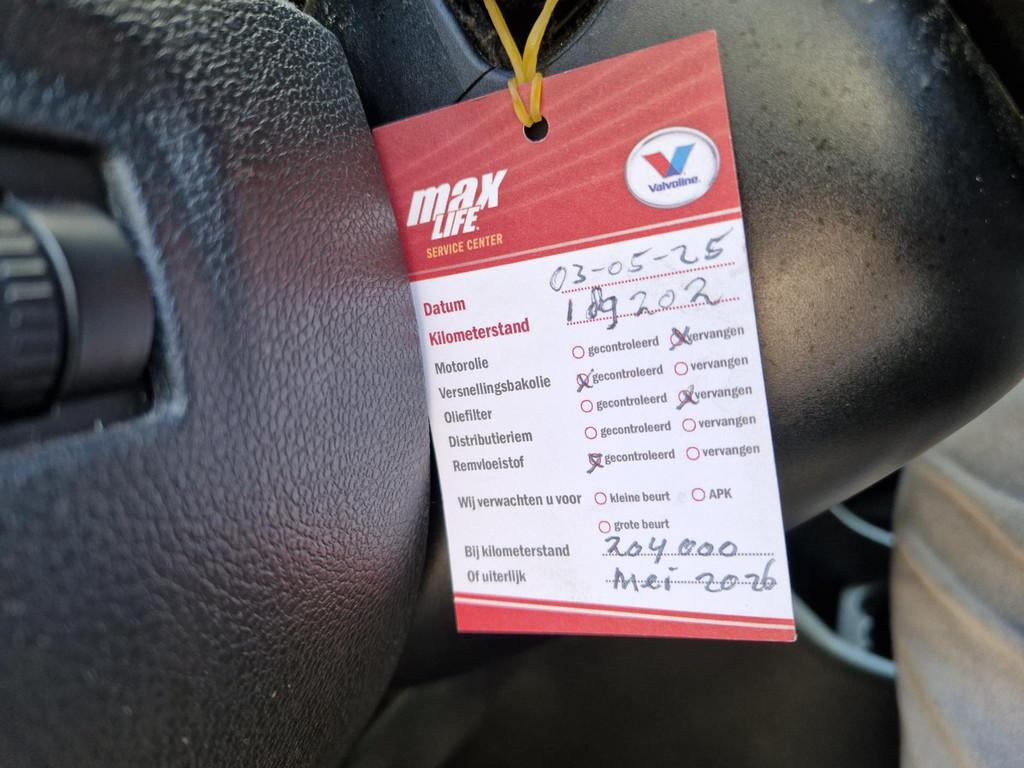 max
LIFE
SERVICE CENTER
Valvoline
Datum 03-05-25
Kilometerstand 189202
Motorolie gecontroleerd vervangen
Versnellingsbakolie gecontroleerd vervangen
Oliefilter gecontroleerd vervangen
Distributieriem gecontroleerd vervangen
Remvloeistof gecontroleerd vervangen
Wij verwachten u voor kleine beurt APK
grote beurt
Bij kilometerstand 204.000
Of uiterlijk Mei 2026